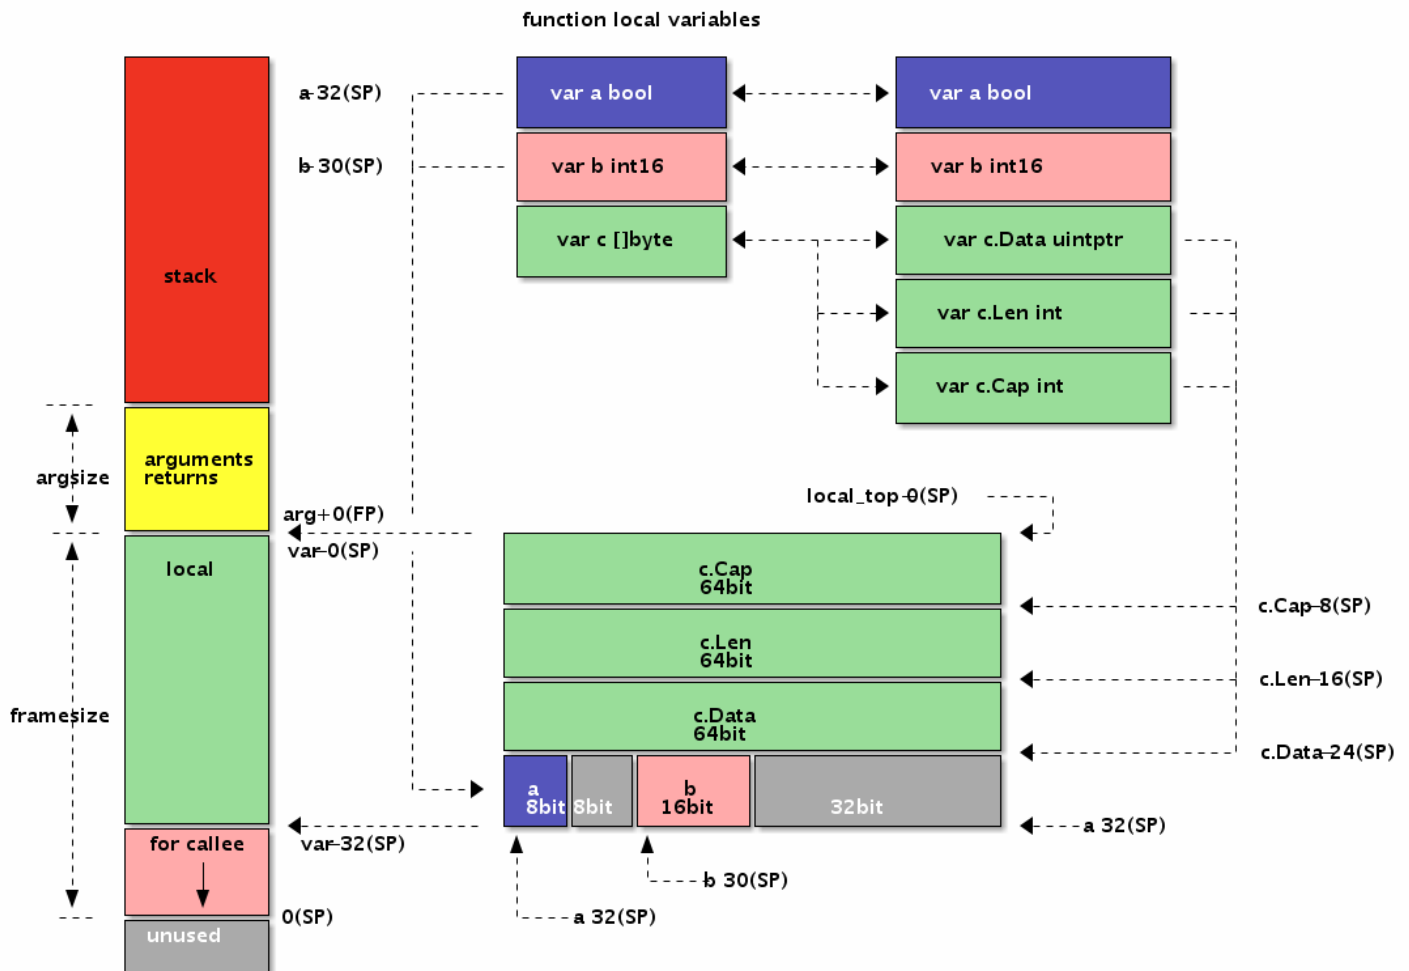 function local variables
a-32(SP)
var a bool
var a bool
b-30(SP)
var b int16
var b int16
var c []byte
var c.Data uintptr
stack
var c.Len int
var c.Cap int
arguments
returns
argsize
local_top-0(SP)
arg+0(FP)
var-0(SP)
local
c.Cap
64bit
c.Cap-8(SP)
c.Len
64bit
c.Len-16(SP)
framesize
c.Data
64bit
c.Data-24(SP)
a
8bit
8bit
b
16bit
32bit
a-32(SP)
for callee
var-32(SP)
b-30(SP)
0(SP)
a-32(SP)
unused